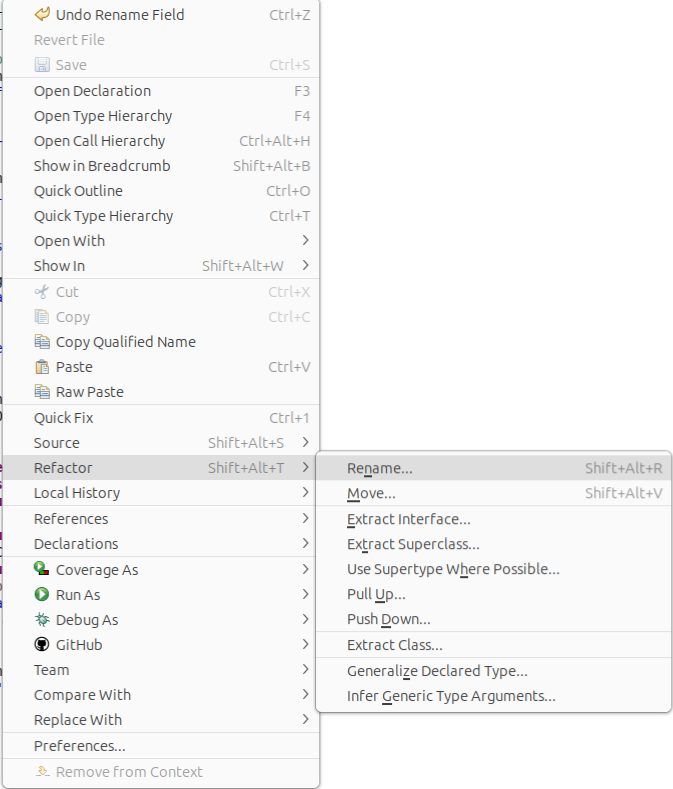 Undo Rename Field Ctrl+Z
Revert File
Save Ctrl+S
Open Declaration F3
Open Type Hierarchy F4
Open Call Hierarchy Ctrl+Alt+H
Show in Breadcrumb Shift+Alt+B
Quick Outline Ctrl+O
Quick Type Hierarchy Ctrl+T
Open With
Show In Shift+Alt+W
Cut Ctrl+X
Copy Ctrl+C
Copy Qualified Name
Paste Ctrl+V
Raw Paste
Quick Fix Ctrl+1
Source Shift+Alt+S
Refactor Shift+Alt+T
Local History
References
Declarations
Coverage As
Run As
Debug As
GitHub
Team
Compare With
Replace With
Preferences...
Remove from Context
Rename... Shift+Alt+R
Move... Shift+Alt+V
Extract Interface...
Extract Superclass...
Use Supertype Where Possible...
Pull Up...
Push Down...
Extract Class...
Generalize Declared Type...
Infer Generic Type Arguments...